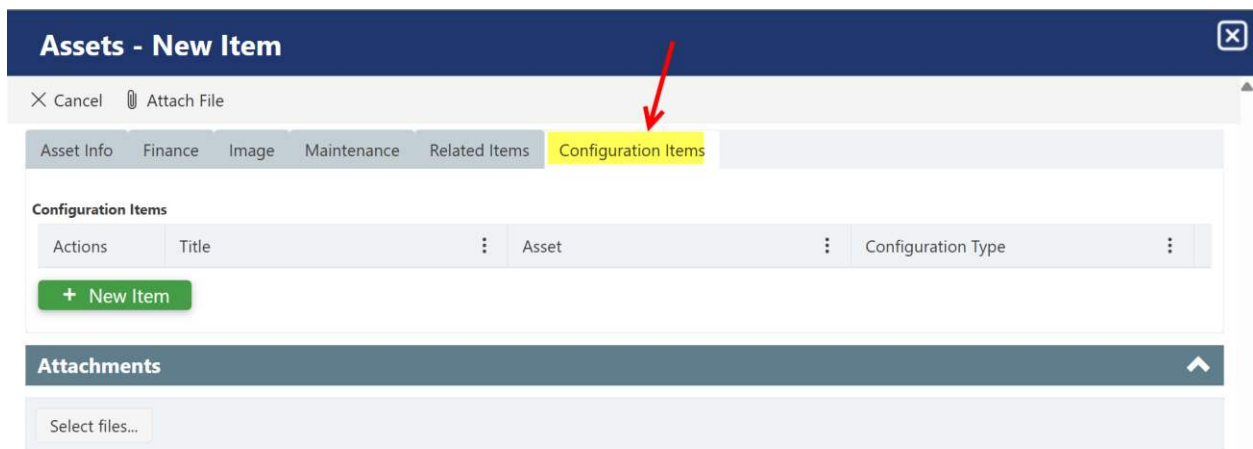 Assets - New Item
Cancel Attach File
Asset Info Finance Image Maintenance Related Items Configuration Items
Configuration Items
Actions Title Asset Configuration Type
+ New Item
Attachments
Select files...